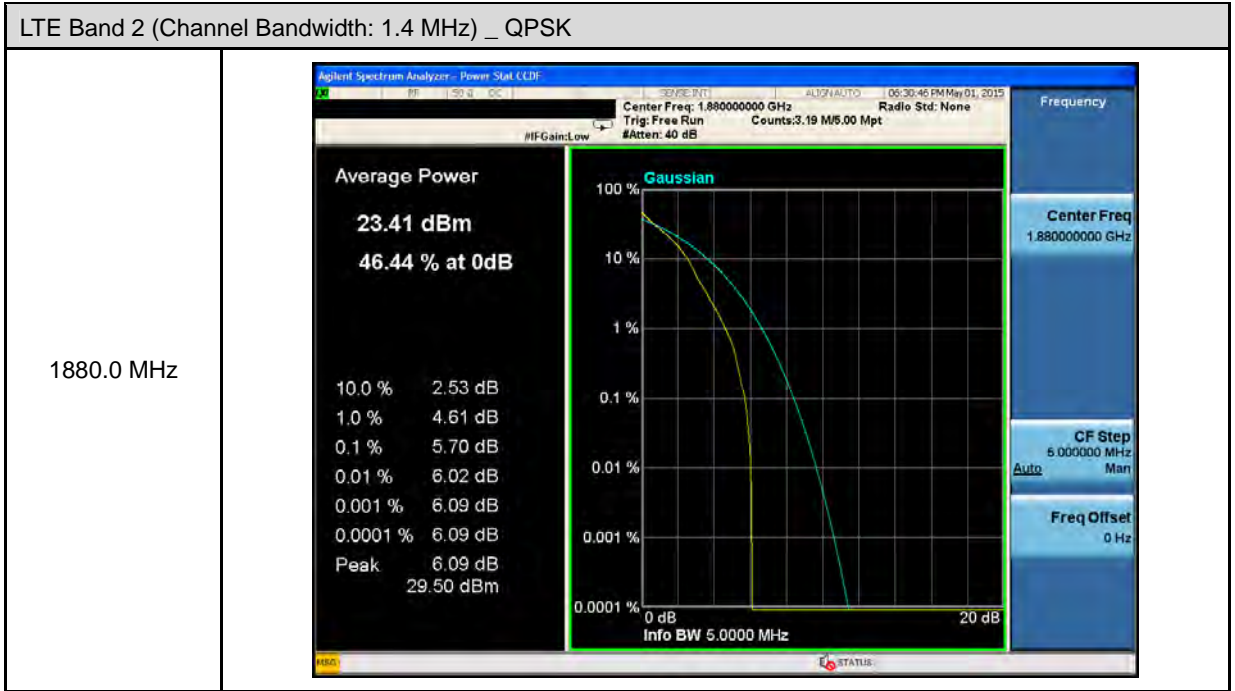 LTE Band 2 (Channel Bandwidth: 1.4 MHz) _ QPSK
1880.0 MHz
Agilent Spectrum Analyzer - Power Stat CCDF
RF 50 Ω DC SENSE:INT ALIGN AUTO 06:30:46 PM May 01, 2015
Center Freq: 1.880000000 GHz Radio Std: None
Trig: Free Run Counts:3.19 M/5.00 Mpt
#IFGain:Low #Atten: 40 dB
Average Power
23.41 dBm
46.44 % at 0dB
10.0 % 2.53 dB
1.0 % 4.61 dB
0.1 % 5.70 dB
0.01 % 6.02 dB
0.001 % 6.09 dB
0.0001 % 6.09 dB
Peak 6.09 dB
29.50 dBm
Gaussian
100 %
10 %
1 %
0.1 %
0.01 %
0.001 %
0.0001 %
0 dB 20 dB
Info BW 5.0000 MHz
Frequency
Center Freq
1.880000000 GHz
CF Step
5.000000 MHz
Auto Man
Freq Offset
0 Hz
MSG STATUS